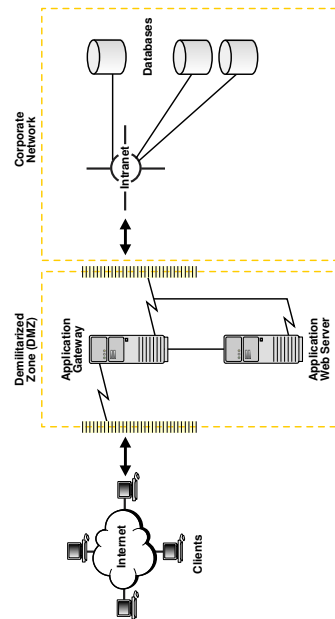 Demilitarized
Zone (DMZ)
Corporate
Network
Internet
Clients
Application
Gateway
Application
Web Server
Intranet
Databases